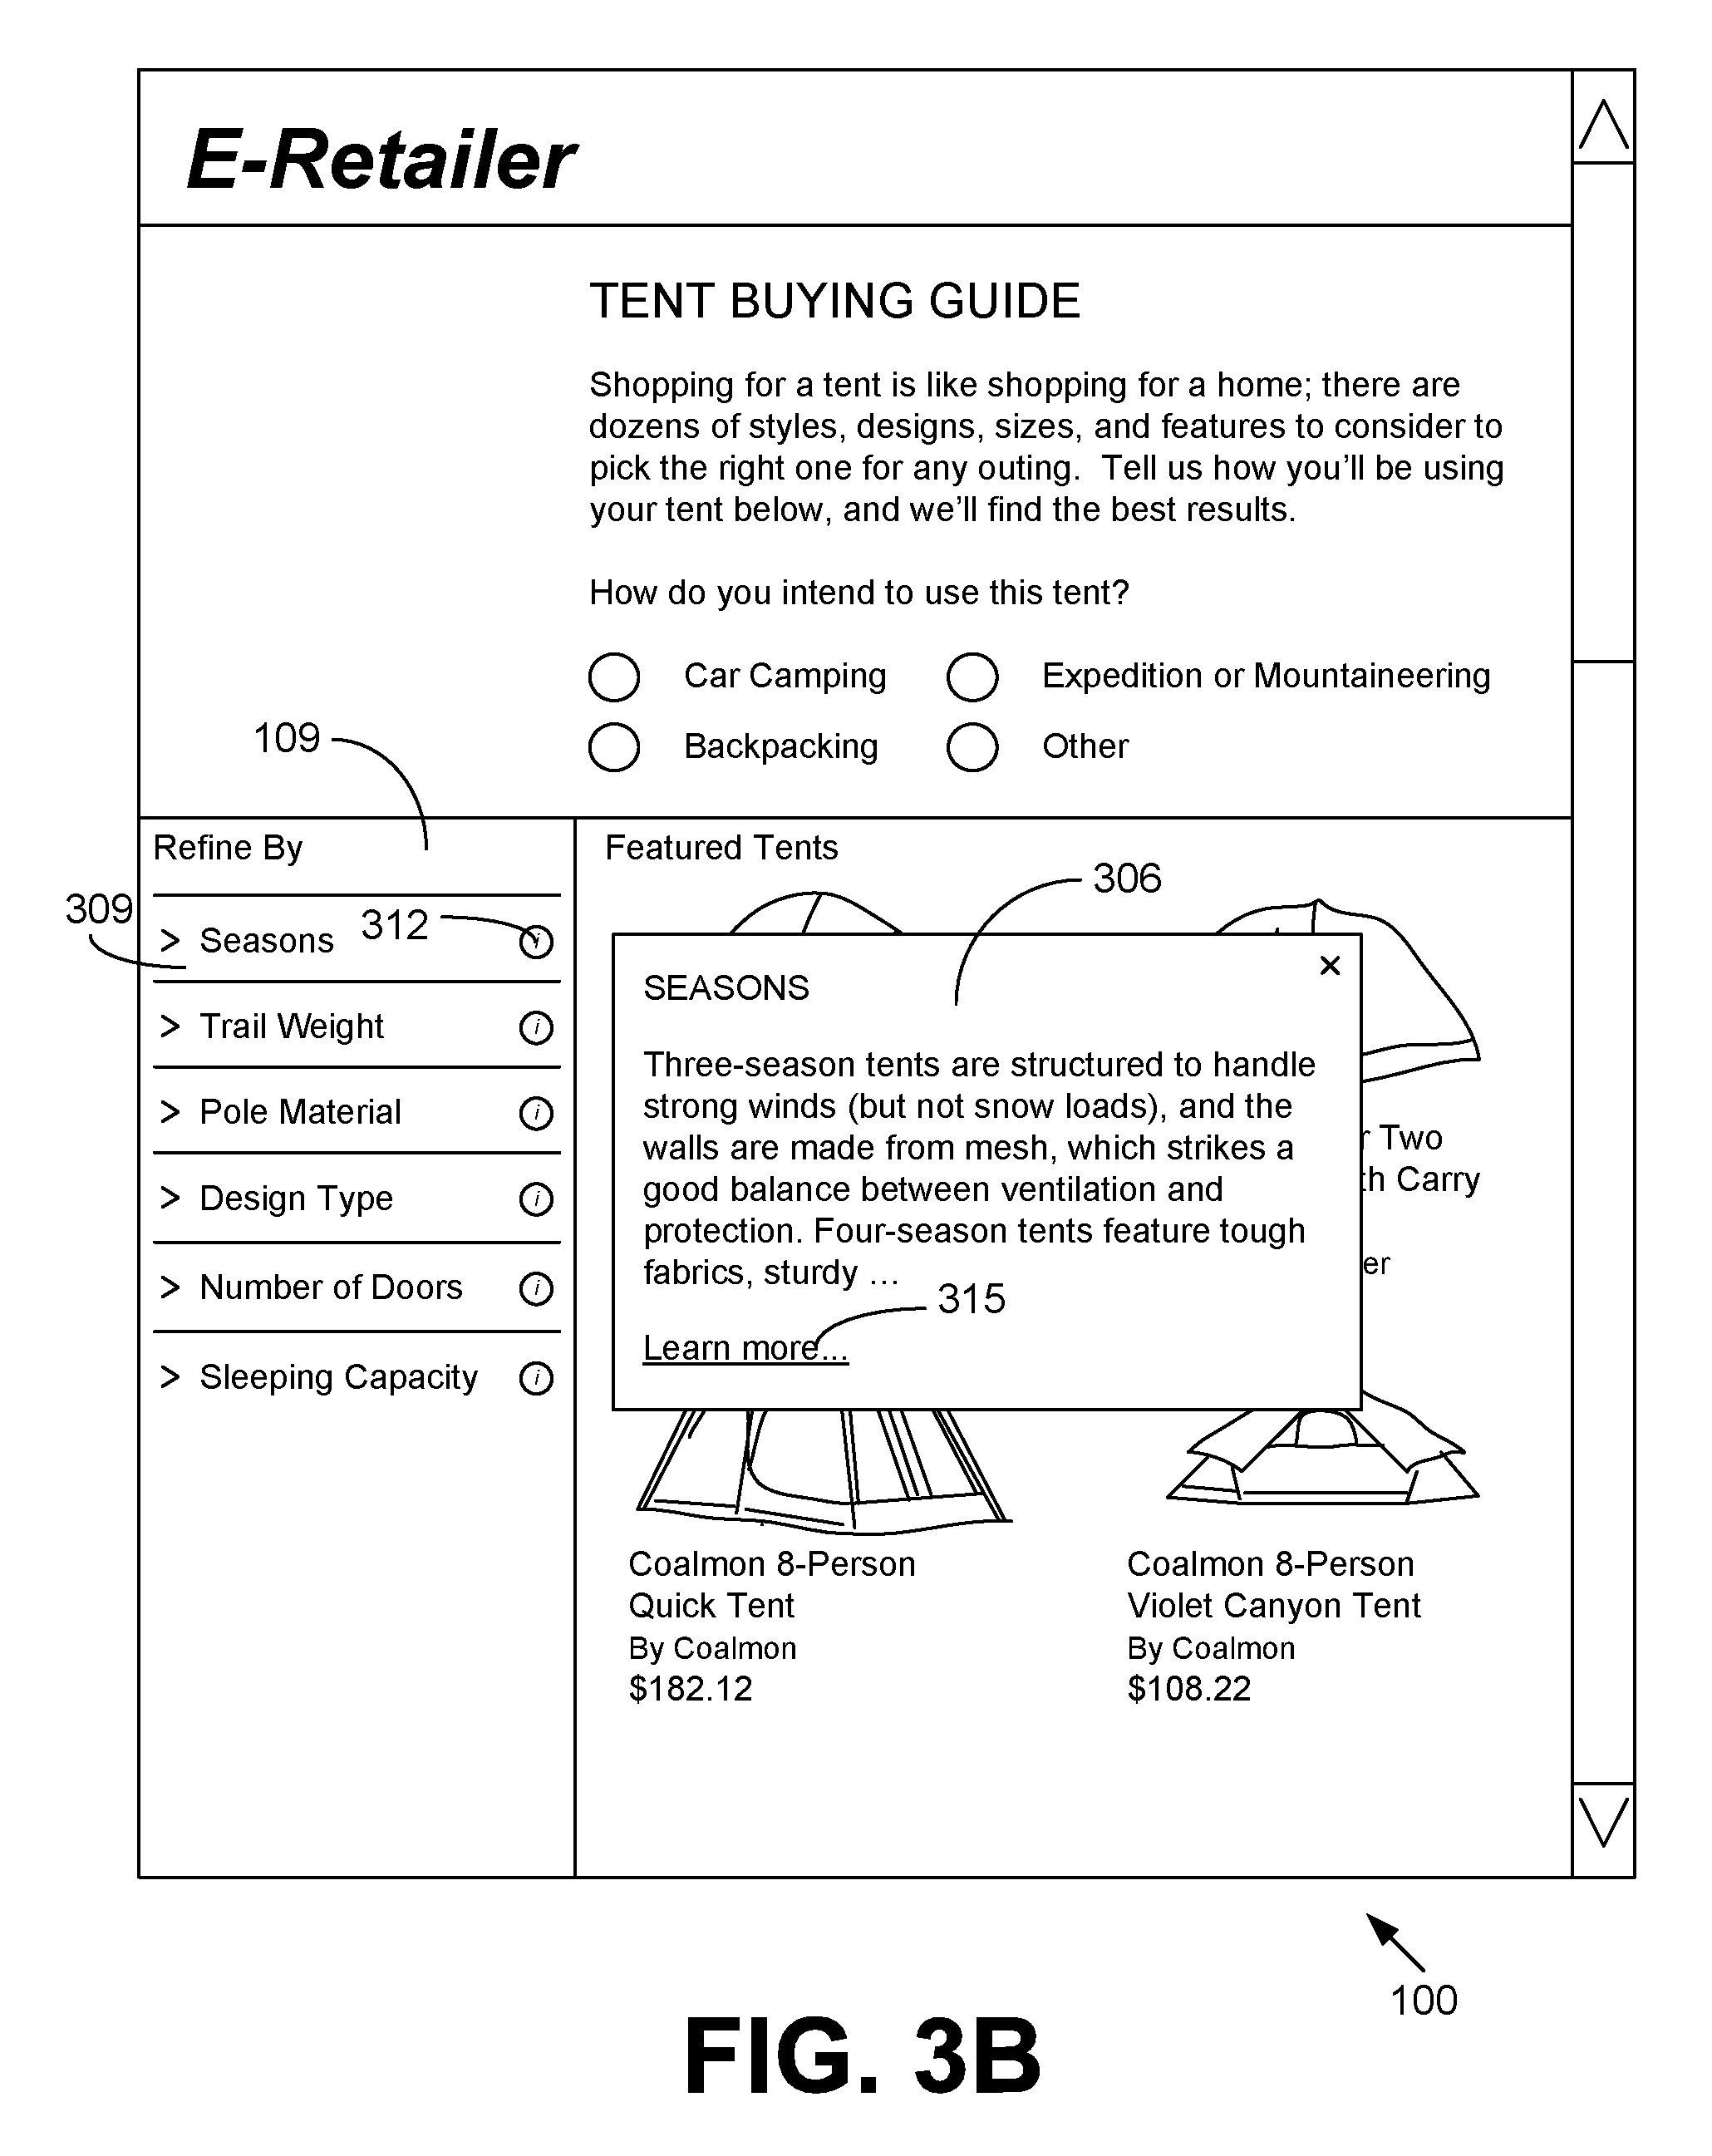 E-Retailer
TENT BUYING GUIDE
Shopping for a tent is like shopping for a home; there are
dozens of styles, designs, sizes, and features to consider to
pick the right one for any outing.  Tell us how you’ll be using
your tent below, and we’ll find the best results.
How do you intend to use this tent?
Car Camping
Expedition or Mountaineering
Backpacking
Other
109
Refine By
309
> Seasons
312
i
> Trail Weight
i
> Pole Material
i
> Design Type
i
> Number of Doors
i
> Sleeping Capacity
i
Featured Tents
306
×
SEASONS
Three-season tents are structured to handle
strong winds (but not snow loads), and the
walls are made from mesh, which strikes a
good balance between ventilation and
protection. Four-season tents feature tough
fabrics, sturdy ...
315
Learn more...
r Two
th Carry
er
Coalmon 8-Person
Quick Tent
By Coalmon
$182.12
Coalmon 8-Person
Violet Canyon Tent
By Coalmon
$108.22
100
FIG. 3B